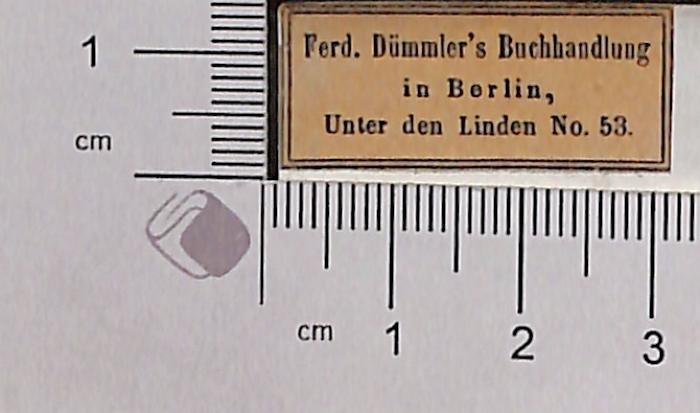 1
Ferd. Dümmler's Buchhandlung
in Berlin,
cm
Unter den Linden No. 53.
cm 1 2 3